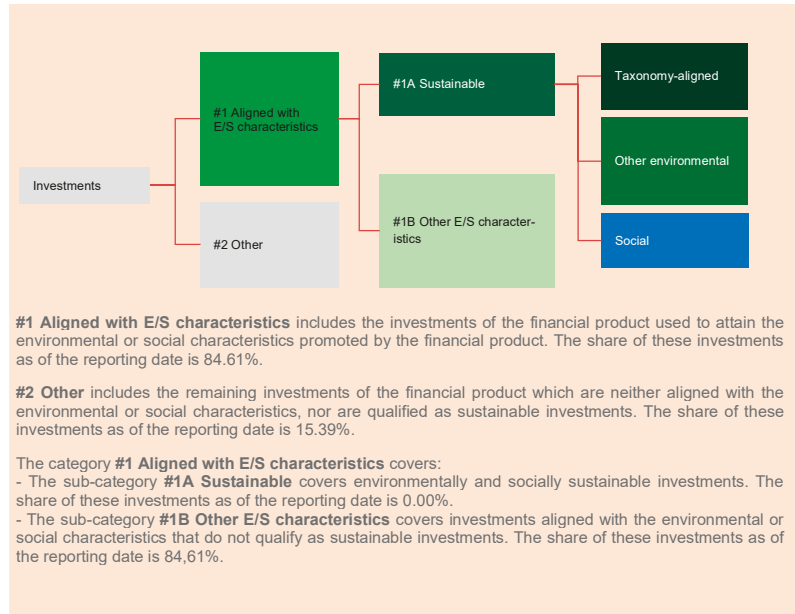 Investments
#1 Aligned with
E/S characteristics
#2 Other
#1A Sustainable
#1B Other E/S character-
istics
Taxonomy-aligned
Other environmental
Social
#1 Aligned with E/S characteristics includes the investments of the financial product used to attain the
environmental or social characteristics promoted by the financial product. The share of these investments
as of the reporting date is 84.61%.
#2 Other includes the remaining investments of the financial product which are neither aligned with the
environmental or social characteristics, nor are qualified as sustainable investments. The share of these
investments as of the reporting date is 15.39%.
The category #1 Aligned with E/S characteristics covers:
- The sub-category #1A Sustainable covers environmentally and socially sustainable investments. The
share of these investments as of the reporting date is 0.00%.
- The sub-category #1B Other E/S characteristics covers investments aligned with the environmental or
social characteristics that do not qualify as sustainable investments. The share of these investments as of
the reporting date is 84,61%.